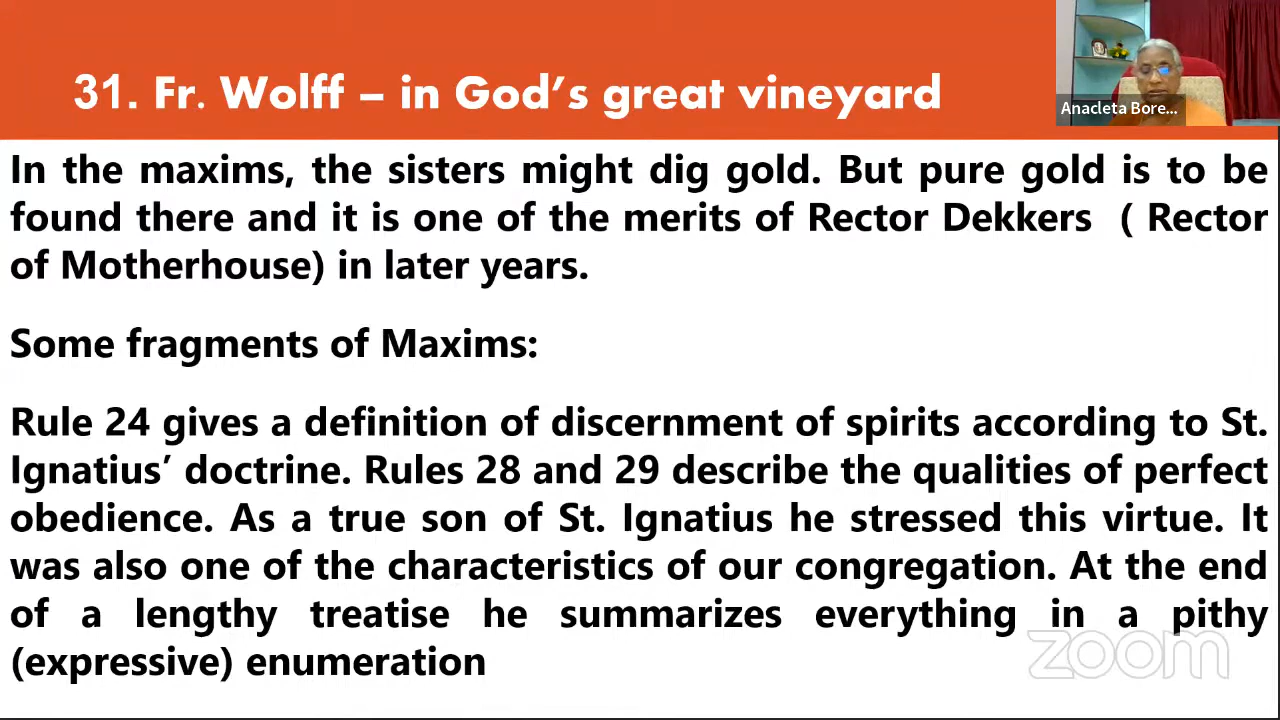 31. Fr. Wolff – in God's great vineyard
Anacleta Bore...
In the maxims, the sisters might dig gold. But pure gold is to be
found there and it is one of the merits of Rector Dekkers ( Rector
of Motherhouse) in later years.
Some fragments of Maxims:
Rule 24 gives a definition of discernment of spirits according to St.
Ignatius’ doctrine. Rules 28 and 29 describe the qualities of perfect
obedience. As a true son of St. Ignatius he stressed this virtue. It
was also one of the characteristics of our congregation. At the end
of a lengthy treatise he summarizes everything in a pithy
(expressive) enumeration
zoom